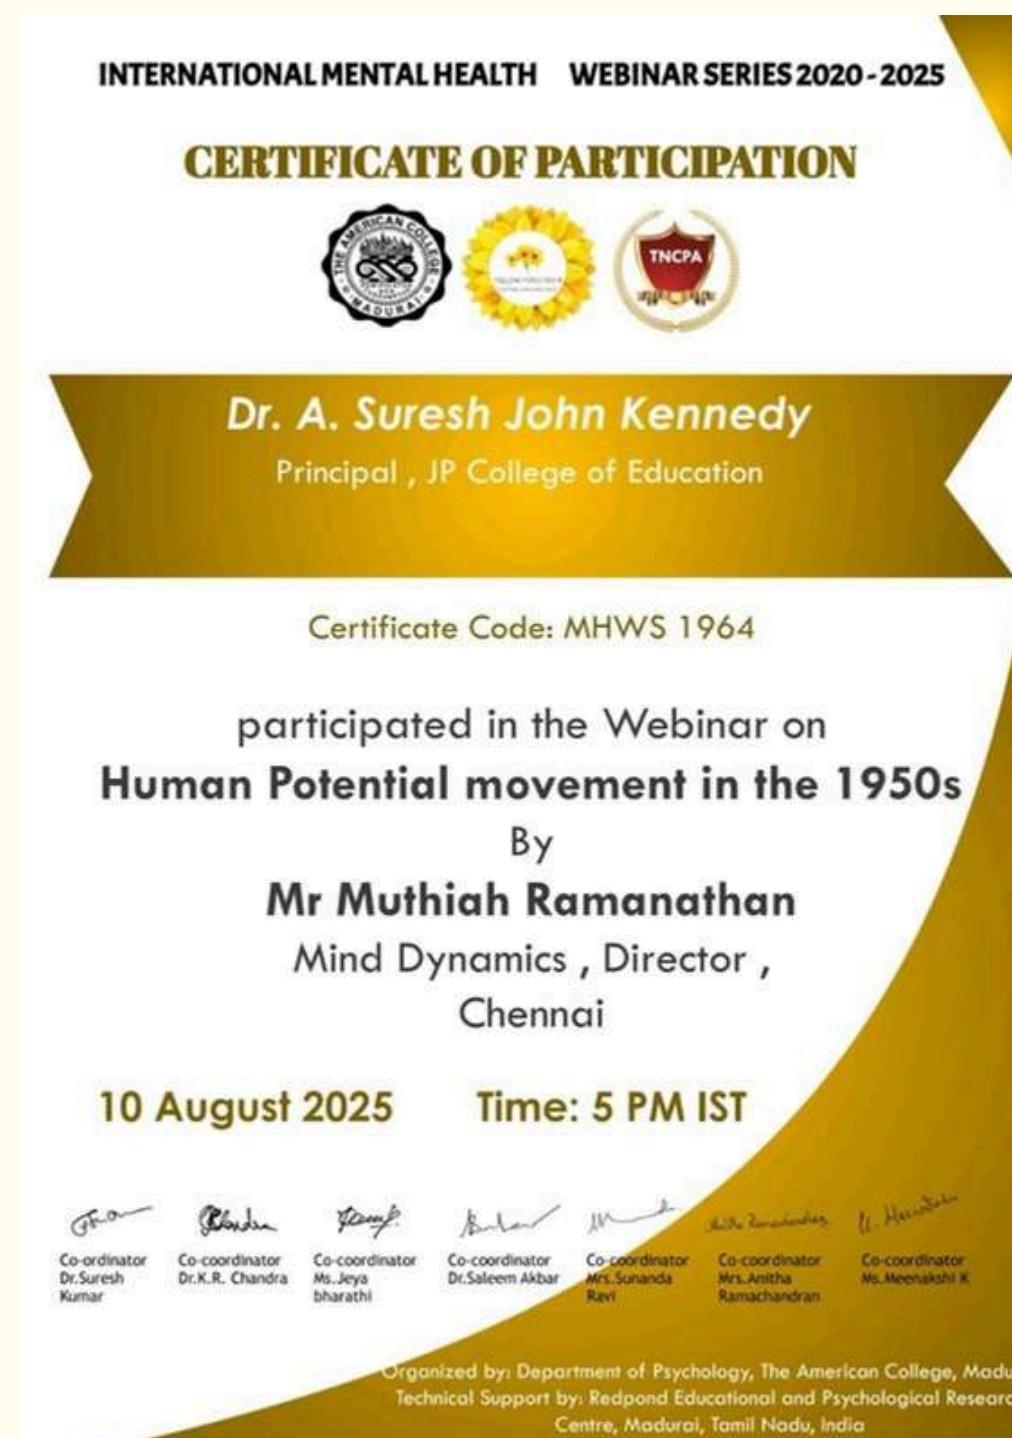 INTERNATIONAL MENTAL HEALTH WEBINAR SERIES 2020 - 2025
CERTIFICATE OF PARTICIPATION
THE AMERICAN COLLEGE
MADURAI
TNCPA
Dr. A. Suresh John Kennedy
Principal , JP College of Education
Certificate Code: MHWS 1964
participated in the Webinar on
Human Potential movement in the 1950s
By
Mr Muthiah Ramanathan
Mind Dynamics , Director ,
Chennai
10 August 2025 Time: 5 PM IST
Co-ordinator Co-coordinator Co-coordinator Co-coordinator Co-coordinator Co-coordinator Co-coordinator
Dr.Suresh Dr.K.R. Chandra Ms.Jeya Dr.Saleem Akbar Mrs.Sunanda Mrs.Anitha Ms.Meenakshi K
Kumar bharathi Ravi Ramachandran
Organized by: Department of Psychology, The American College, Madu
Technical Support by: Redpond Educational and Psychological Researc
Centre, Madurai, Tamil Nadu, India